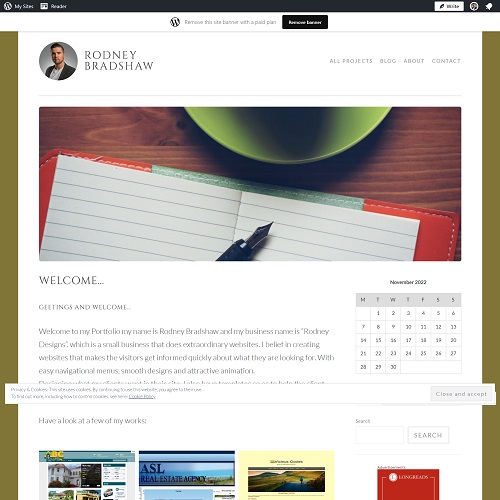 My Sites Reader Write
Remove this site banner with a paid plan Remove banner
RODNEY
BRADSHAW
ALL PROJECTS BLOG ABOUT CONTACT
WELCOME...
GEETINGS AND WELCOME..
Welcome to my Portfolio my name is Rodney Bradshaw and my business name is "Rodney
Designs", which is a small business that does extraordinary websites, I belief in creating
websites that makes the visitors get informed quickly about what they are looking for. With
easy navigational menus, smooth designs and attractive animation.
November 2022
M T W T F S S
1 2 3 4 5 6
7 8 9 10 11 12 13
14 15 16 17 18 19 20
21 22 23 24 25 26 27
28 29 30
Privacy & Cookies: This site uses cookies. By continuing to use this website, you agree to their use.
To find out more, including how to control cookies, see here: Cookie Policy
Close and accept
Have a look at a few of my works:
Search
SEARCH
ABC
ASL
REAL ESTATE AGENCY
Advertisements
LONGREADS